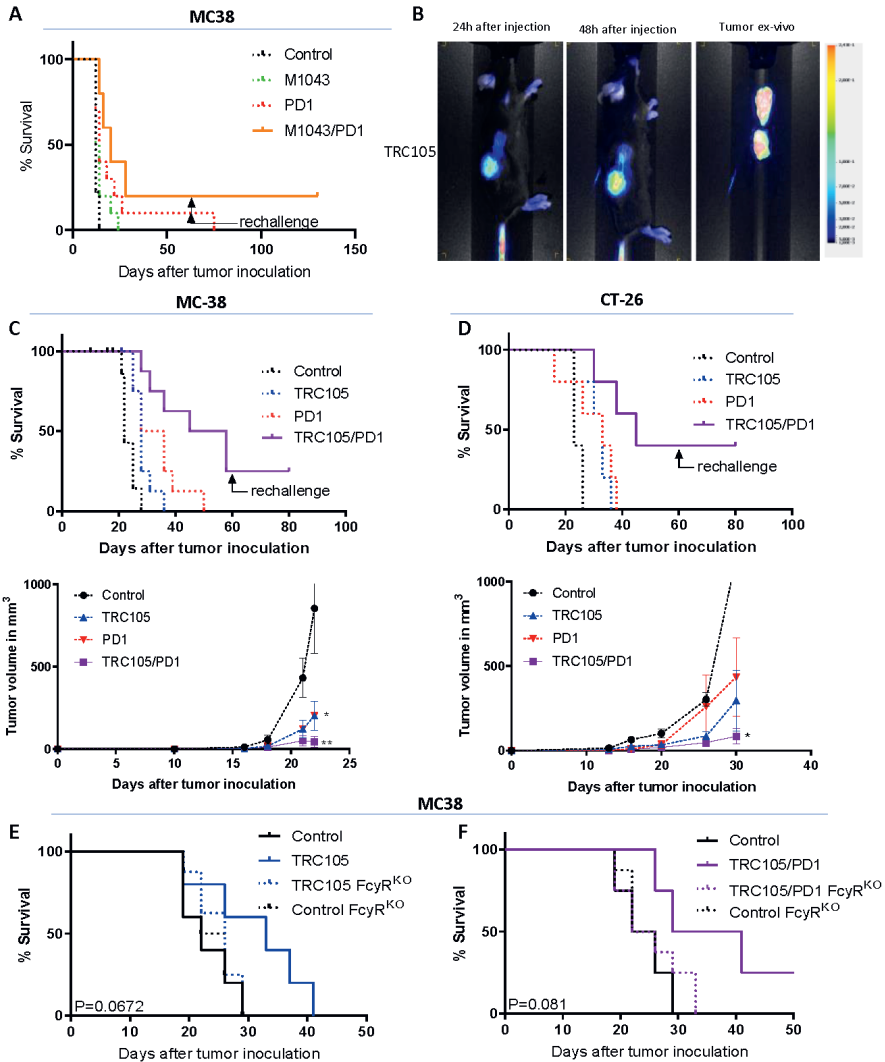 A
MC38
% Survival
100
50
0
0
50
100
150
Days after tumor inoculation
Control
M1043
PD1
M1043/PD1
rechallenge
B
24h after injection
48h after injection
Tumor ex-vivo
TRC105
C
MC-38
% Survival
100
50
0
0
20
40
60
80
100
Days after tumor inoculation
Control
TRC105
PD1
TRC105/PD1
rechallenge
D
CT-26
% Survival
100
50
0
0
20
40
60
80
100
Days after tumor inoculation
Control
TRC105
PD1
TRC105/PD1
rechallenge
Tumor volume in mm3
1000
500
0
0
5
10
15
20
25
Days after tumor inoculation
Control
TRC105
PD1
TRC105/PD1
*
**
Tumor volume in mm3
1000
500
0
0
10
20
30
40
Days after tumor inoculation
Control
TRC105
PD1
TRC105/PD1
*
MC38
E
% Survival
100
50
0
0
10
20
30
40
50
Days after tumor inoculation
Control
TRC105
TRC105 FcyRKO
Control FcyRKO
P=0.0672
F
% Survival
100
50
0
0
10
20
30
40
50
Days after tumor inoculation
Control
TRC105/PD1
TRC105/PD1 FcyRKO
Control FcyRKO
P=0.081